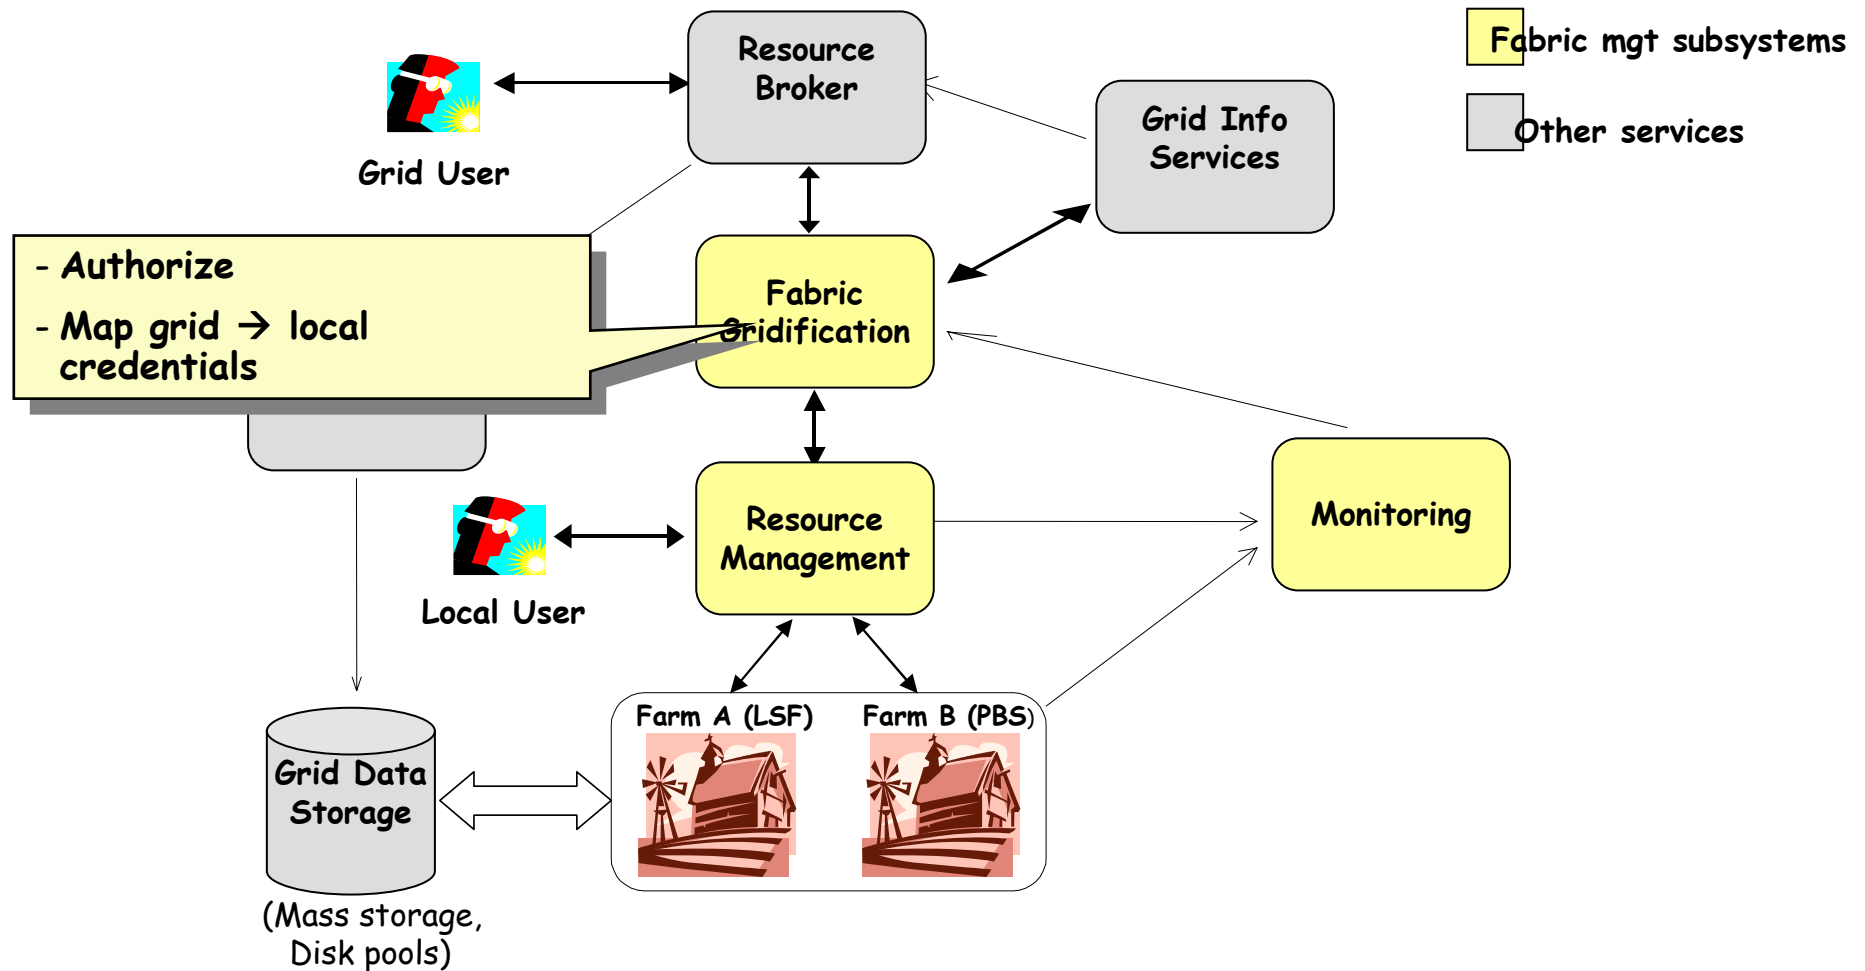 Resource
Broker
Fabric mgt subsystems
Grid Info
Services
Other services
Grid User
- Authorize
- Map grid → local
credentials
Fabric
Gridification
Resource
Management
Monitoring
Local User
Farm A (LSF)
Farm B (PBS)
Grid Data
Storage
(Mass storage,
Disk pools)